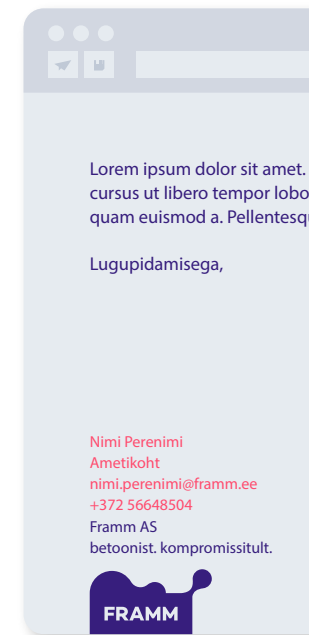 Lorem ipsum dolor sit amet.
cursus ut libero tempor lobo
quam euismod a. Pellentesqu
Lugupidamisega,
Nimi Perenimi
Ametikoht
nimi.perenimi@framm.ee
+372 56648504
Framm AS
betoonist. kompromissitult.
FRAMM